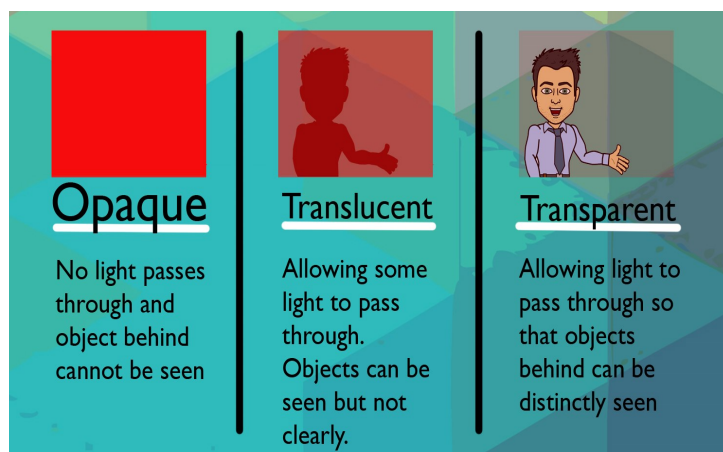 Opaque
No light passes
through and
object behind
cannot be seen
Translucent
Allowing some
light to pass
through.
Objects can be
seen but not
clearly.
Transparent
Allowing light to
pass through so
that objects
behind can be
distinctly seen